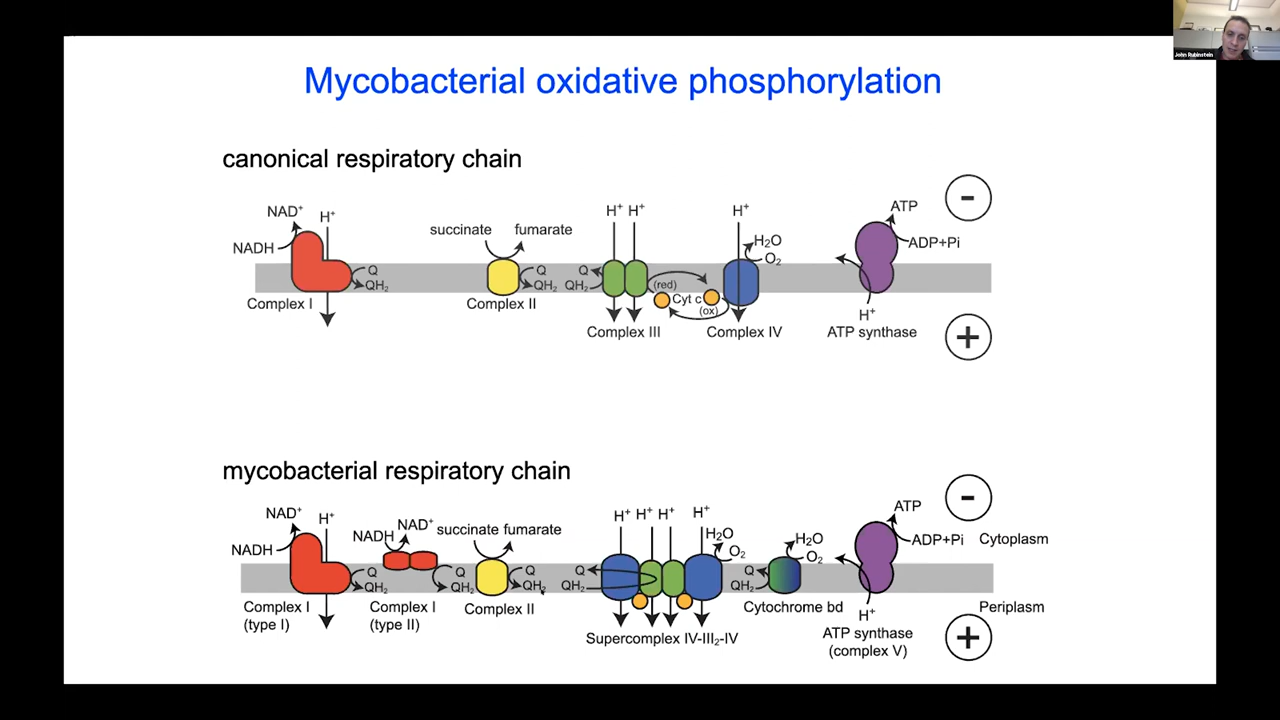 John Rubinstein
Mycobacterial oxidative phosphorylation
canonical respiratory chain
NAD⁺
H⁺
NADH
Q
QH₂
Complex I
succinate
fumarate
Q
QH₂
Complex II
H⁺ H⁺
Q
QH₂
(red)
Cyt c
(ox)
Complex III
H⁺
H₂O
O₂
Complex IV
ATP
ADP+Pi
H⁺
ATP synthase
-
+
mycobacterial respiratory chain
NAD⁺
H⁺
NADH
Q
QH₂
Complex I
(type I)
NADH
NAD⁺
Q
QH₂
Complex I
(type II)
succinate fumarate
Q
QH₂
Complex II
H⁺ H⁺ H⁺ H⁺
Q
QH₂
H₂O
O₂
Supercomplex IV-III₂-IV
Q
QH₂
H₂O
O₂
Cytochrome bd
ATP
ADP+Pi
H⁺
ATP synthase
(complex V)
-
Cytoplasm
Periplasm
+